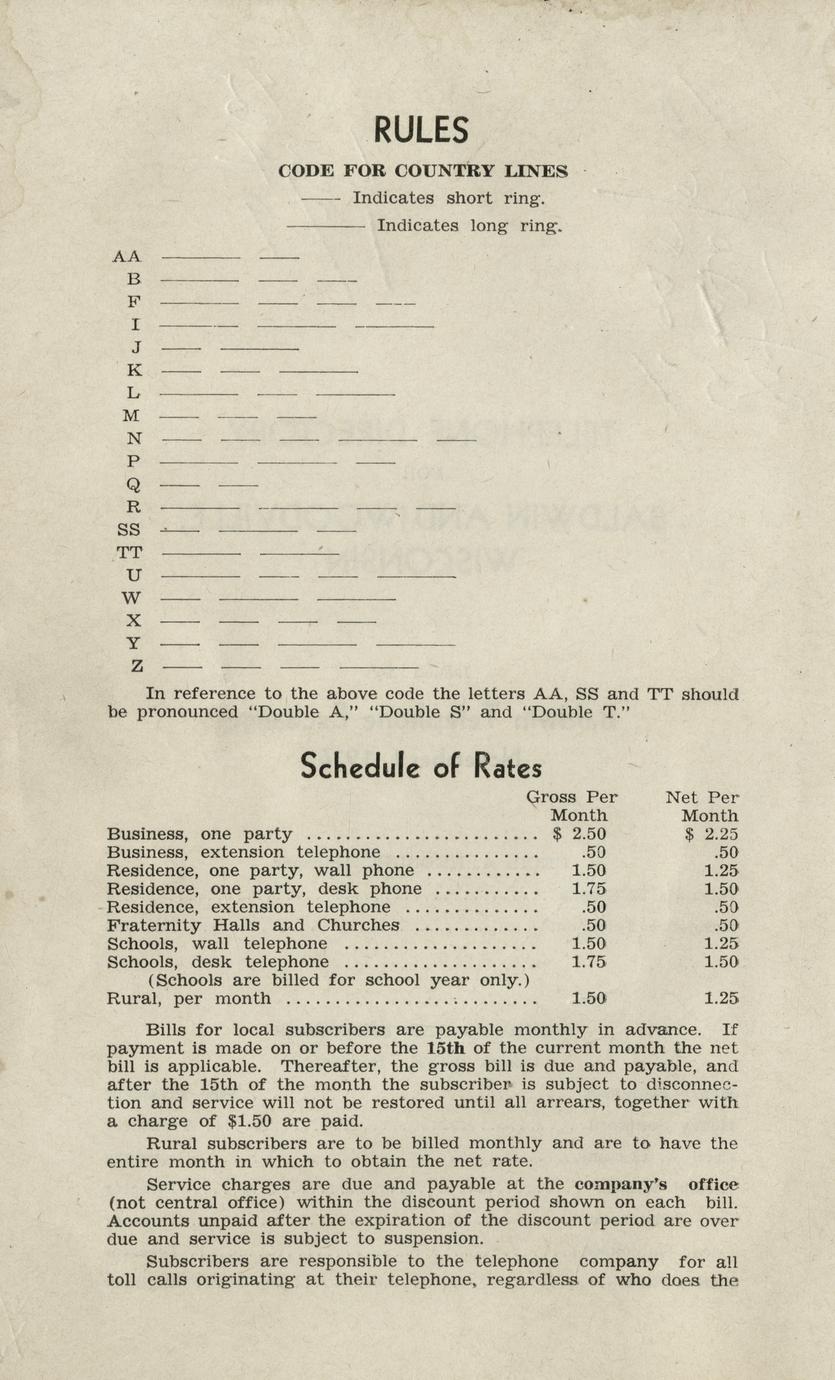 RULES
CODE FOR COUNTRY LINES
—— Indicates short ring.
———— Indicates long ring.
AA ———— ——
B ———— —— ——
F ———— —— —— ——
I ———— ———— ————
J —— ————
K —— —— ————
L ———— —— ————
M —— —— ——
N —— —— —— ———— ——
P ———— ———— ——
Q —— ——
R ———— ———— —— ——
SS —— ———— ——
TT ———— ————
U ———— —— —— ————
W —— ———— ————
X —— —— —— ——
Y —— —— ———— ————
Z —— —— —— ————
In reference to the above code the letters AA, SS and TT should
be pronounced “Double A,” “Double S” and “Double T.”
Schedule of Rates
Gross Per Net Per
Month Month
Business, one party ........................ $ 2.50 $ 2.25
Business, extension telephone ............... .50 .50
Residence, one party, wall phone ............ 1.50 1.25
Residence, one party, desk phone ........... 1.75 1.50
Residence, extension telephone .............. .50 .50
Fraternity Halls and Churches ............. .50 .50
Schools, wall telephone .................... 1.50 1.25
Schools, desk telephone .................... 1.75 1.50
(Schools are billed for school year only.)
Rural, per month .......................... 1.50 1.25
Bills for local subscribers are payable monthly in advance. If
payment is made on or before the 15th of the current month the net
bill is applicable. Thereafter, the gross bill is due and payable, and
after the 15th of the month the subscriber is subject to disconnec-
tion and service will not be restored until all arrears, together with
a charge of $1.50 are paid.
Rural subscribers are to be billed monthly and are to have the
entire month in which to obtain the net rate.
Service charges are due and payable at the company’s office
(not central office) within the discount period shown on each bill.
Accounts unpaid after the expiration of the discount period are over
due and service is subject to suspension.
Subscribers are responsible to the telephone company for all
toll calls originating at their telephone, regardless of who does the